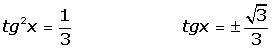 tg²x = 1/3 tgx = ± √3/3